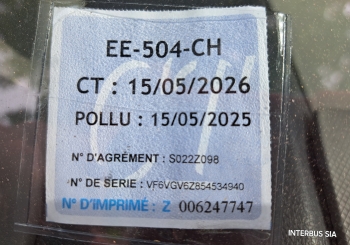 EE-504-CH
CT : 15/05/2026
POLLU : 15/05/2025
N° D'AGRÉMENT : S022Z098
N° DE SERIE : VF6VGV6Z854534940
N° D'IMPRIMÉ : Z 006247747
INTERBUS SIA